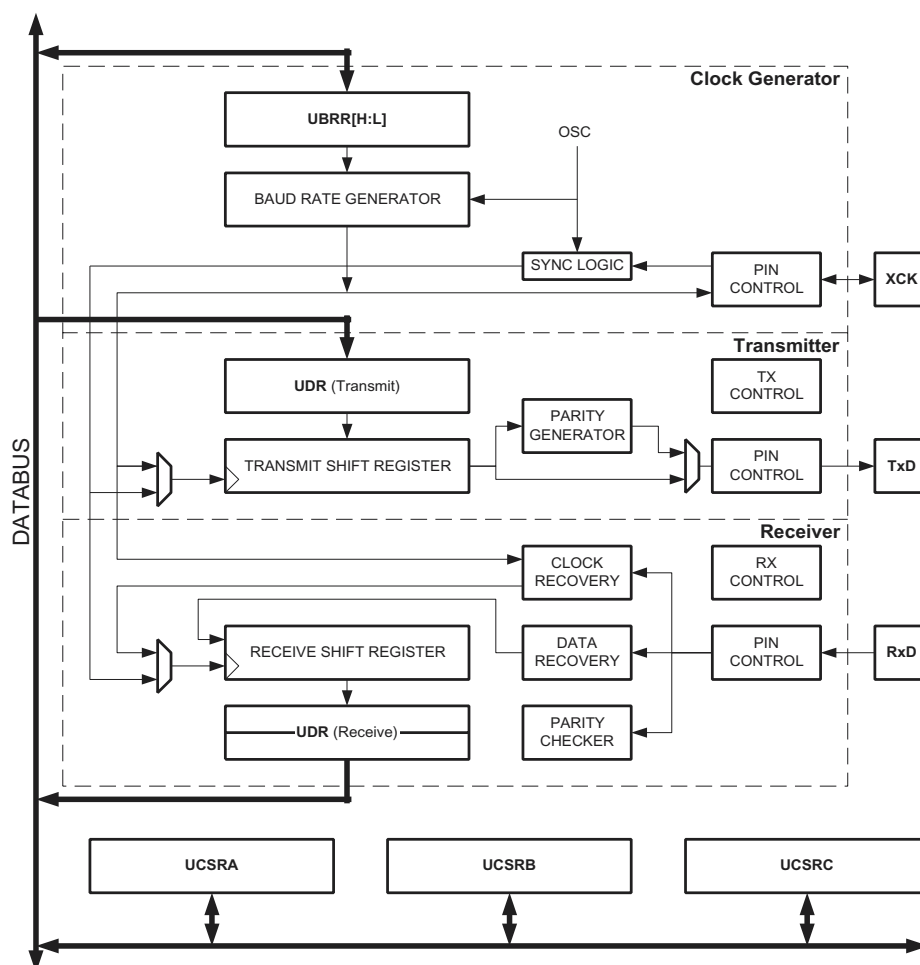 Clock Generator
UBRR[H:L]
OSC
BAUD RATE GENERATOR
SYNC LOGIC
PIN
CONTROL
XCK
Transmitter
UDR (Transmit)
TX
CONTROL
PARITY
GENERATOR
TRANSMIT SHIFT REGISTER
PIN
CONTROL
TxD
DATABUS
Receiver
CLOCK
RECOVERY
RX
CONTROL
RECEIVE SHIFT REGISTER
DATA
RECOVERY
PIN
CONTROL
RxD
UDR (Receive)
PARITY
CHECKER
UCSRA
UCSRB
UCSRC